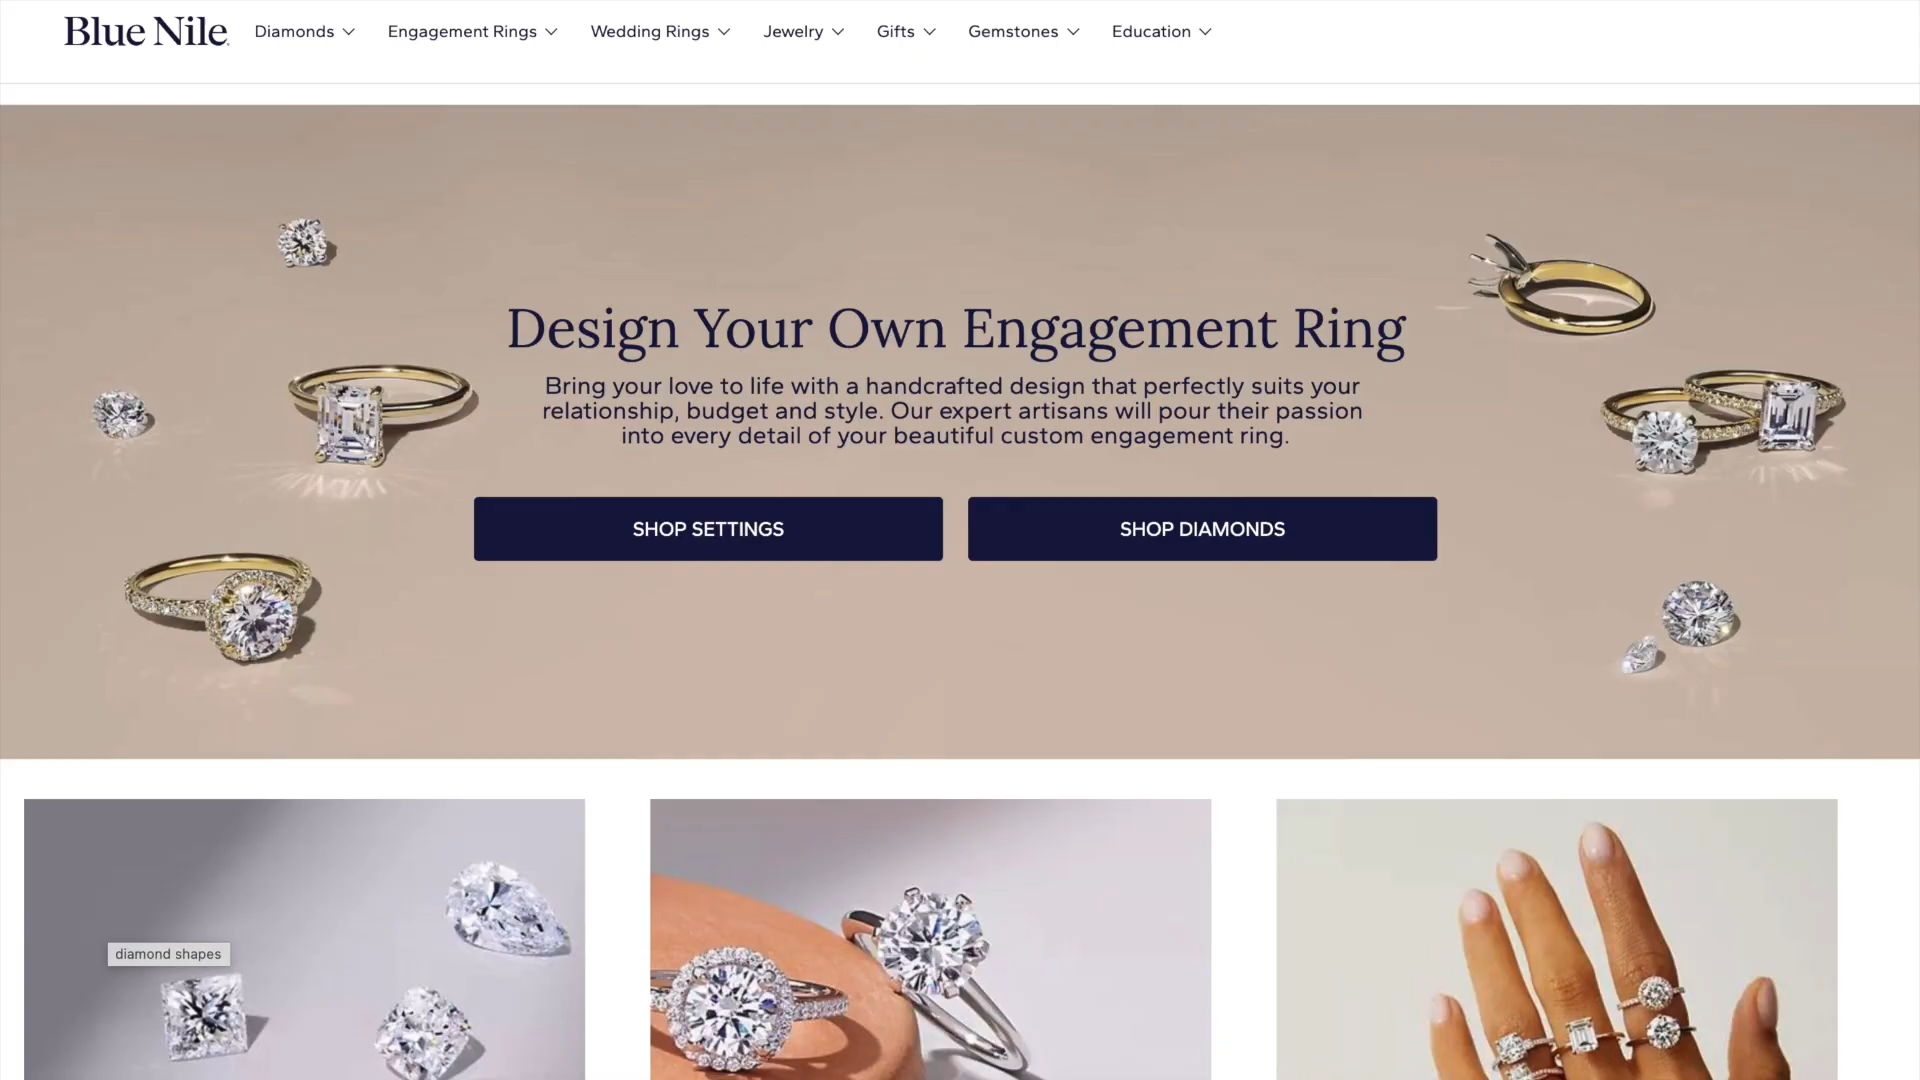 Blue Nile
Diamonds
Engagement Rings
Wedding Rings
Jewelry
Gifts
Gemstones
Education
Design Your Own Engagement Ring
Bring your love to life with a handcrafted design that perfectly suits your
relationship, budget and style. Our expert artisans will pour their passion
into every detail of your beautiful custom engagement ring.
SHOP SETTINGS
SHOP DIAMONDS
diamond shapes